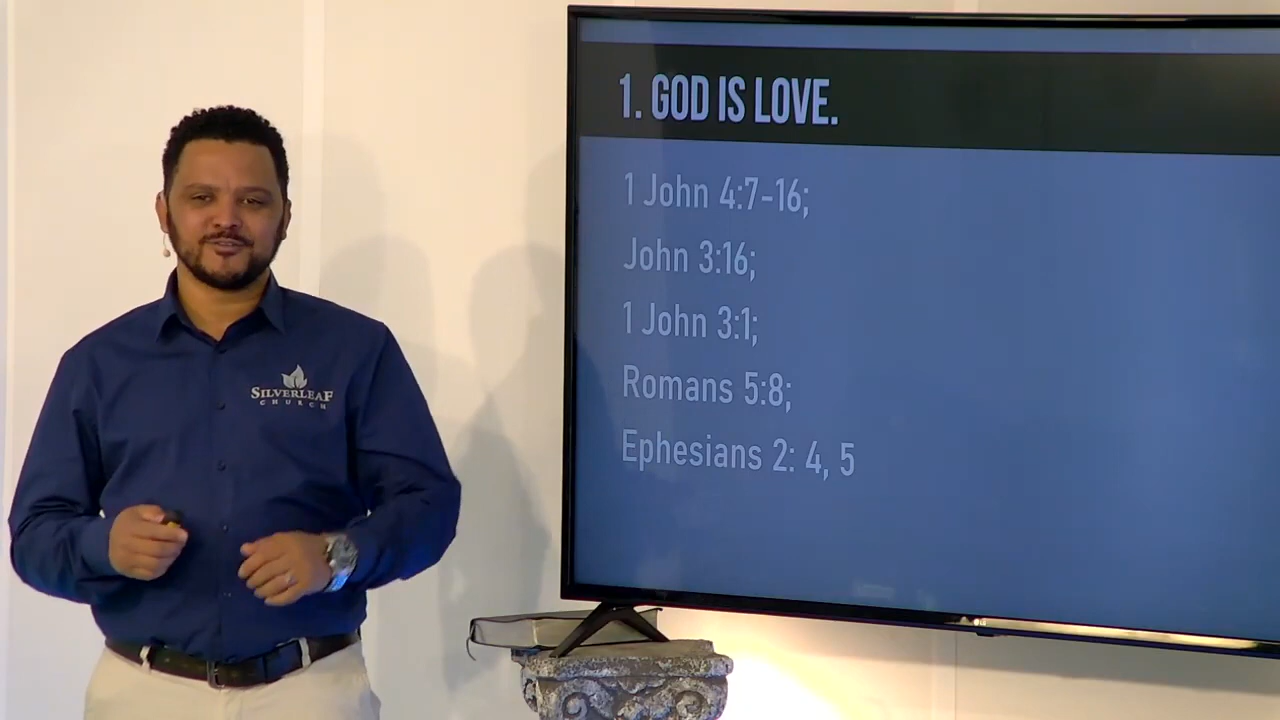 1. GOD IS LOVE.
1 John 4:7-16;
John 3:16;
1 John 3:1;
Romans 5:8;
Ephesians 2: 4, 5
SILVERLEAF
CHURCH
LG